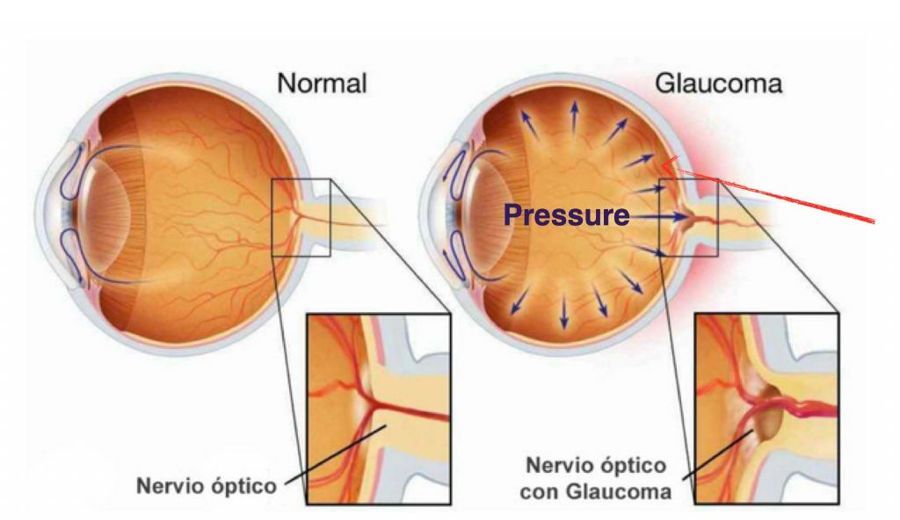 Normal
Glaucoma
Pressure
Nervio óptico
Nervio óptico
con Glaucoma